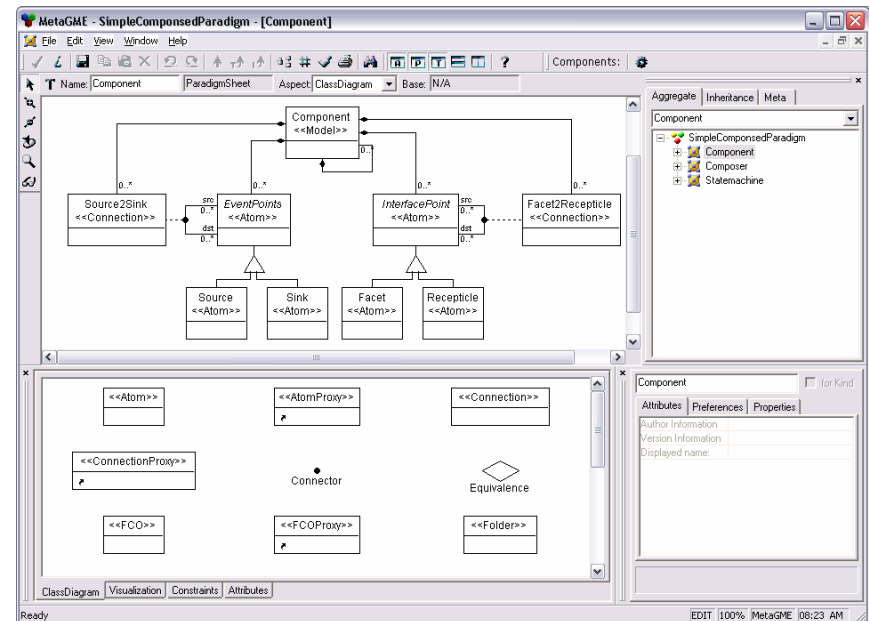 MetaGME - SimpleComponsedParadigm - [Component]
File Edit View Window Help
Components:
Name: Component ParadigmSheet Aspect: ClassDiagram Base: N/A
Component
<<Model>>
0..*
0..* 0..* 0..* 0..*
Source2Sink
<<Connection>>
src
0..*
dst
0..*
EventPoints
<<Atom>>
InterfacePoint
<<Atom>>
src
0..*
dst
0..*
Facet2Recepticle
<<Connection>>
Source
<<Atom>>
Sink
<<Atom>>
Facet
<<Atom>>
Recepticle
<<Atom>>
Aggregate Inheritance Meta
Component
SimpleComponsedParadigm
Component
Composer
Statemachine
<<Atom>> <<AtomProxy>> <<Connection>>
<<ConnectionProxy>>
Connector
Equivalence
<<FCO>> <<FCOProxy>> <<Folder>>
ClassDiagram Visualization Constraints Attributes
Component for Kind
Attributes Preferences Properties
Author Information
Version Information
Displayed name:
Ready EDIT 100% MetaGME 08:23 AM